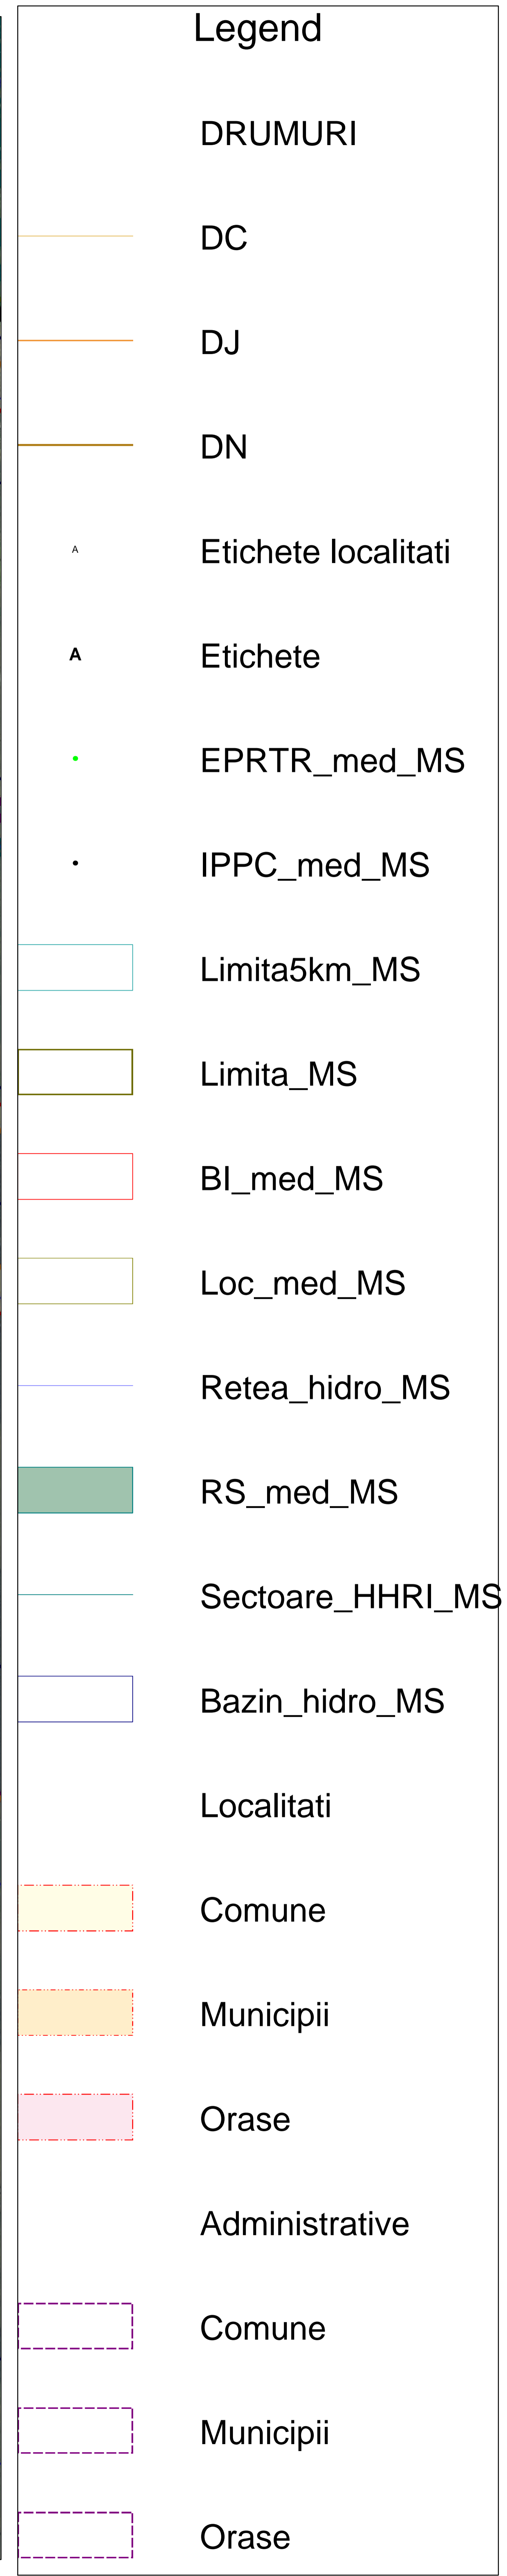 Legend
DRUMURI
DC
DJ
DN
A Etichete localitati
A Etichete
EPRTR_med_MS
IPPC_med_MS
Limita5km_MS
Limita_MS
BI_med_MS
Loc_med_MS
Retea_hidro_MS
RS_med_MS
Sectoare_HHRI_MS
Bazin_hidro_MS
Localitati
Comune
Municipii
Orase
Administrative
Comune
Municipii
Orase